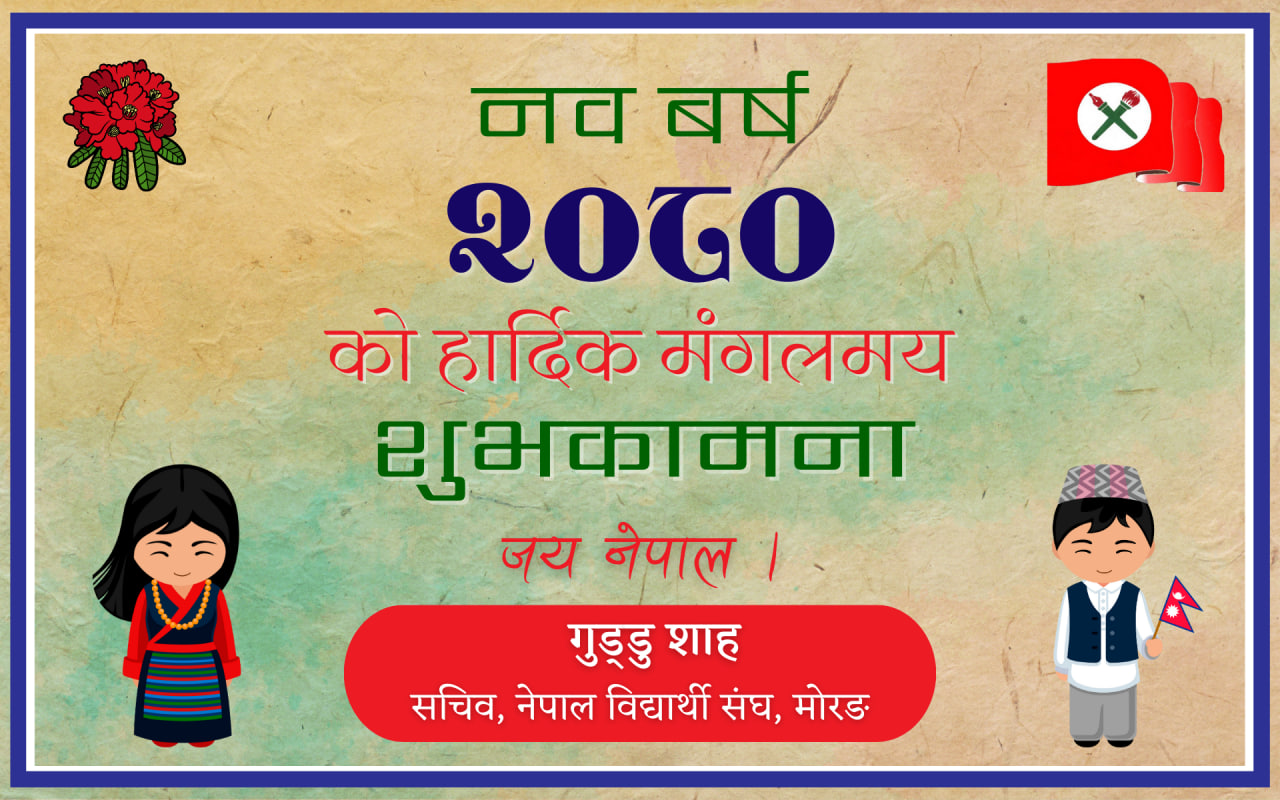 नव बर्ष
२०८०
को हार्दिक मंगलमय
शुभकामना
जय नेपाल ।
गुड्डु शाह
सचिव, नेपाल विद्यार्थी संघ, मोरङ